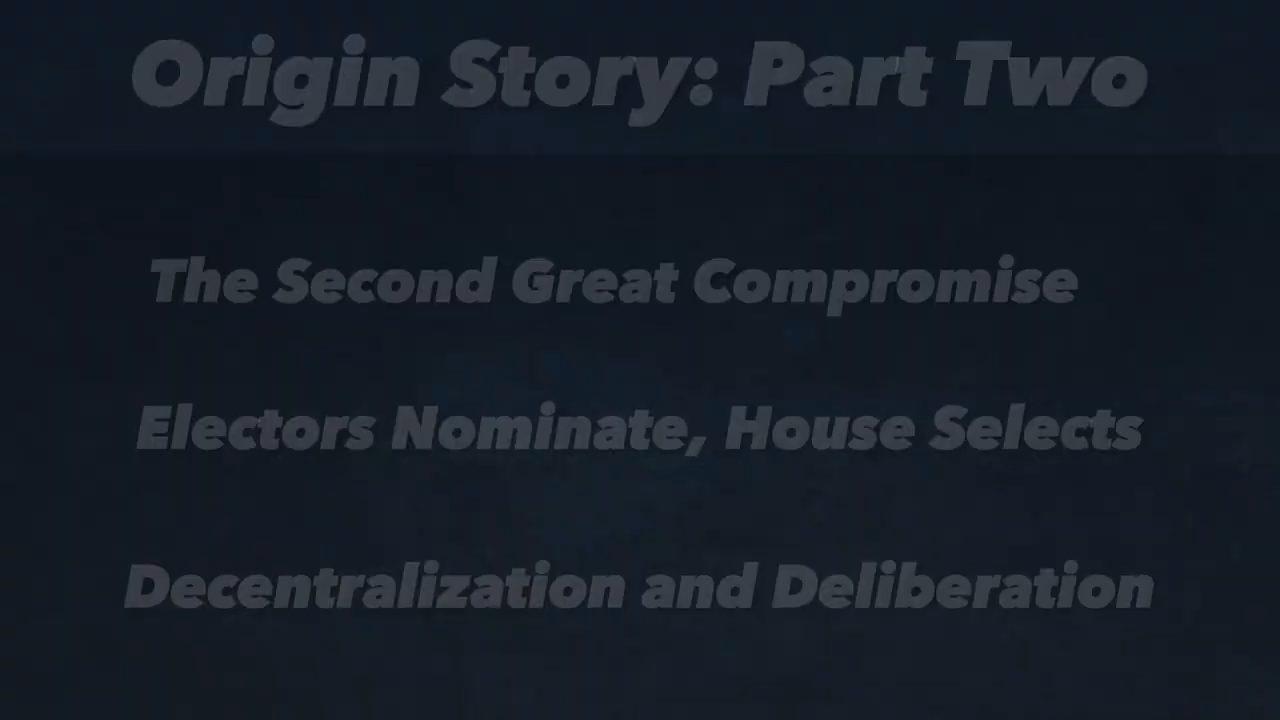 Origin Story: Part Two
The Second Great Compromise
Electors Nominate, House Selects
Decentralization and Deliberation